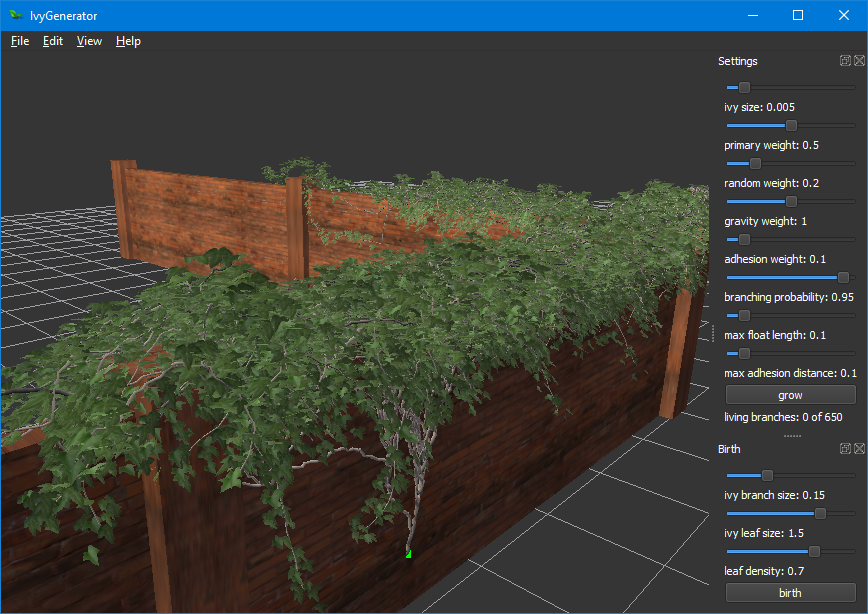 IvyGenerator
File Edit View Help
Settings
ivy size: 0.005
primary weight: 0.5
random weight: 0.2
gravity weight: 1
adhesion weight: 0.1
branching probability: 0.95
max float length: 0.1
max adhesion distance: 0.1
grow
living branches: 0 of 650
Birth
ivy branch size: 0.15
ivy leaf size: 1.5
leaf density: 0.7
birth